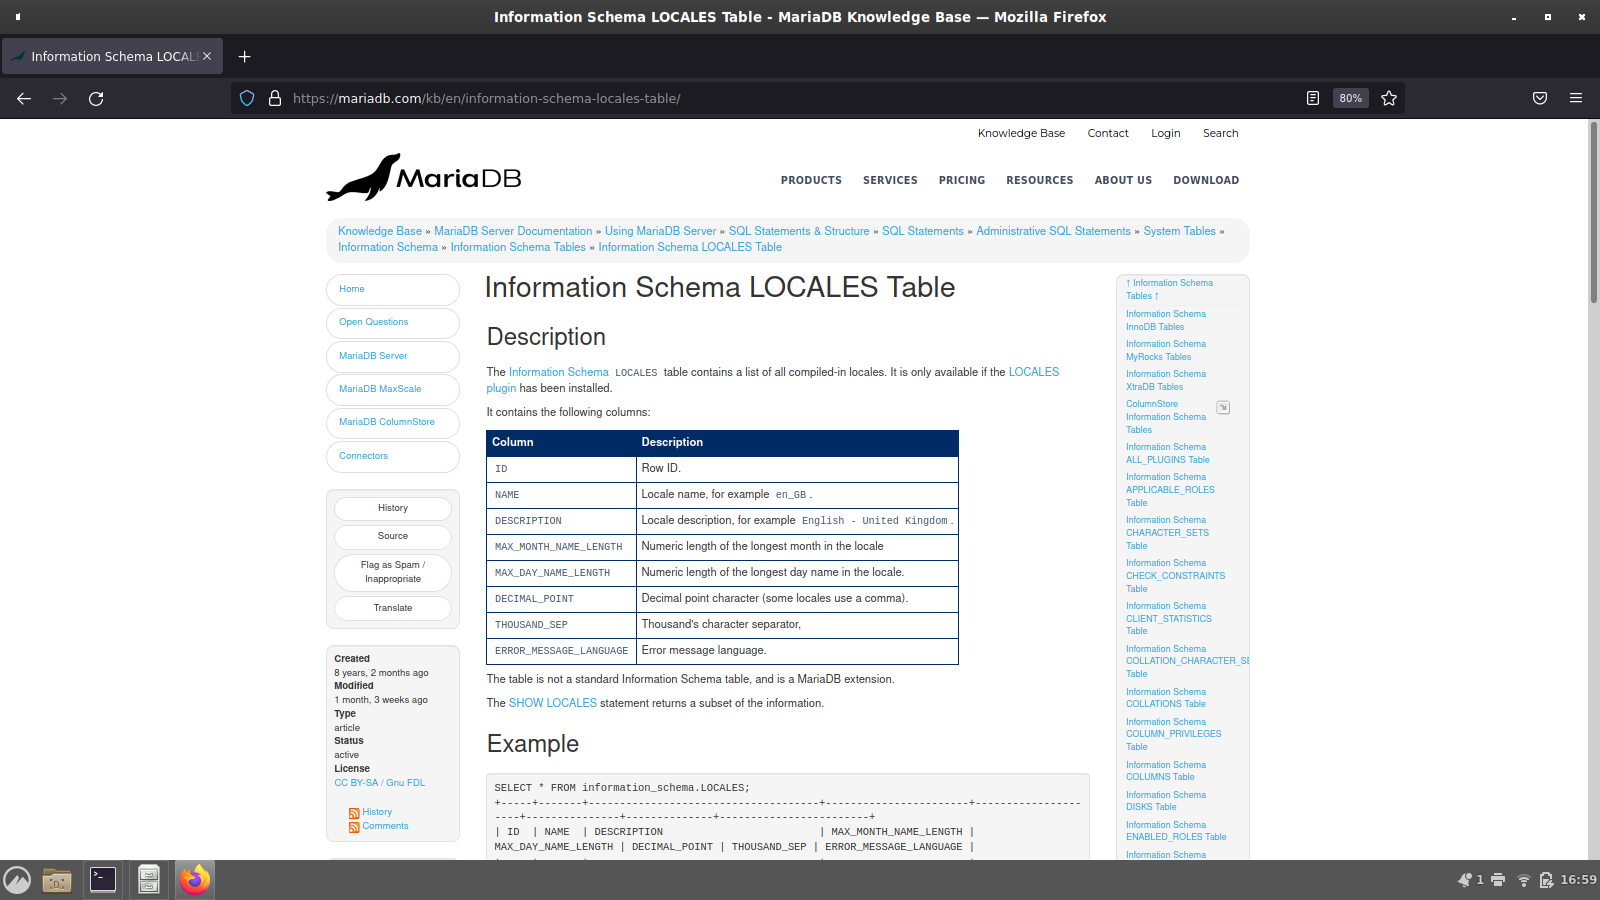 Information Schema LOCALES Table - MariaDB Knowledge Base — Mozilla Firefox
Information Schema LOCALE
https://mariadb.com/kb/en/information-schema-locales-table/
80%
Knowledge Base Contact Login Search
MariaDB
PRODUCTS SERVICES PRICING RESOURCES ABOUT US DOWNLOAD
Knowledge Base » MariaDB Server Documentation » Using MariaDB Server » SQL Statements & Structure » SQL Statements » Administrative SQL Statements » System Tables »
Information Schema » Information Schema Tables » Information Schema LOCALES Table
Home
Open Questions
MariaDB Server
MariaDB MaxScale
MariaDB ColumnStore
Connectors
History
Source
Flag as Spam /
Inappropriate
Translate
Created
8 years, 2 months ago
Modified
1 month, 3 weeks ago
Type
article
Status
active
License
CC BY-SA / Gnu FDL
History
Comments
Information Schema LOCALES Table
Description
The Information Schema LOCALES table contains a list of all compiled-in locales. It is only available if the LOCALES
plugin has been installed.
It contains the following columns:
Column Description
ID Row ID.
NAME Locale name, for example en_GB.
DESCRIPTION Locale description, for example English - United Kingdom.
MAX_MONTH_NAME_LENGTH Numeric length of the longest month in the locale
MAX_DAY_NAME_LENGTH Numeric length of the longest day name in the locale.
DECIMAL_POINT Decimal point character (some locales use a comma).
THOUSAND_SEP Thousand's character separator,
ERROR_MESSAGE_LANGUAGE Error message language.
The table is not a standard Information Schema table, and is a MariaDB extension.
The SHOW LOCALES statement returns a subset of the information.
Example
SELECT * FROM information_schema.LOCALES;
+-----+-------+-------------------------------------+-----------------------+-----------------
----+---------------+--------------+------------------------+
| ID | NAME | DESCRIPTION | MAX_MONTH_NAME_LENGTH |
MAX_DAY_NAME_LENGTH | DECIMAL_POINT | THOUSAND_SEP | ERROR_MESSAGE_LANGUAGE |
↑ Information Schema
Tables ↑
Information Schema
InnoDB Tables
Information Schema
MyRocks Tables
Information Schema
XtraDB Tables
ColumnStore
Information Schema
Tables
Information Schema
ALL_PLUGINS Table
Information Schema
APPLICABLE_ROLES
Table
Information Schema
CHARACTER_SETS
Table
Information Schema
CHECK_CONSTRAINTS
Table
Information Schema
CLIENT_STATISTICS
Table
Information Schema
COLLATION_CHARACTER_SE
Table
Information Schema
COLLATIONS Table
Information Schema
COLUMN_PRIVILEGES
Table
Information Schema
COLUMNS Table
Information Schema
DISKS Table
Information Schema
ENABLED_ROLES Table
Information Schema
1
16:59